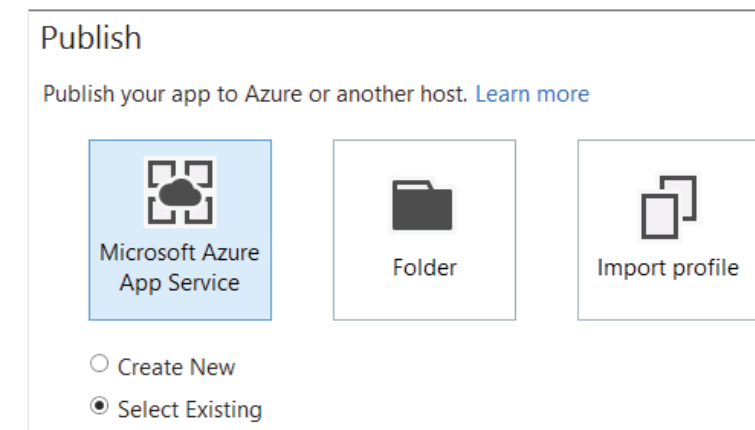 Publish
Publish your app to Azure or another host. Learn more
Microsoft Azure
App Service
Folder
Import profile
Create New
Select Existing